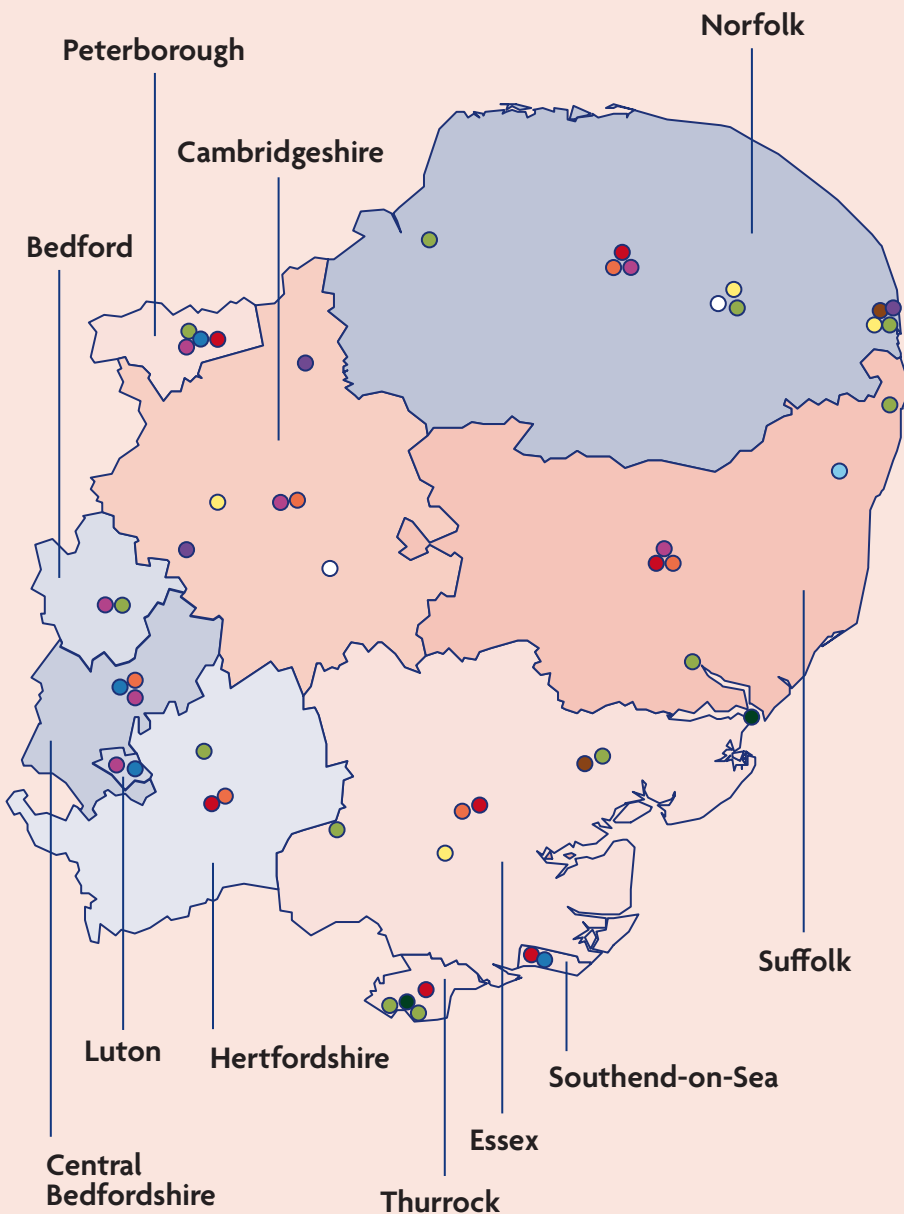 Norfolk
Peterborough
Cambridgeshire
Bedford
Suffolk
Luton
Hertfordshire
Southend-on-Sea
Essex
Central
Bedfordshire
Thurrock